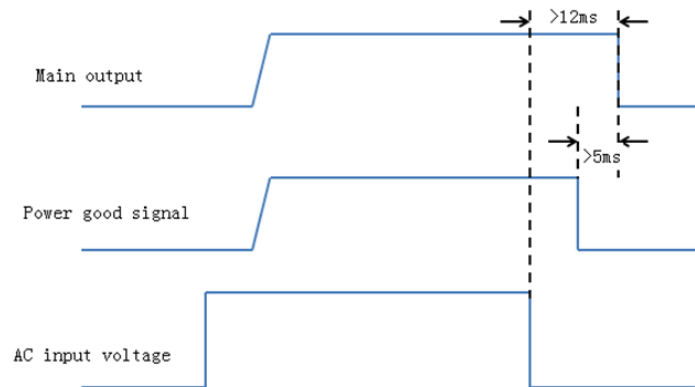 >12ms
Main output
>5ms
Power good signal
AC input voltage